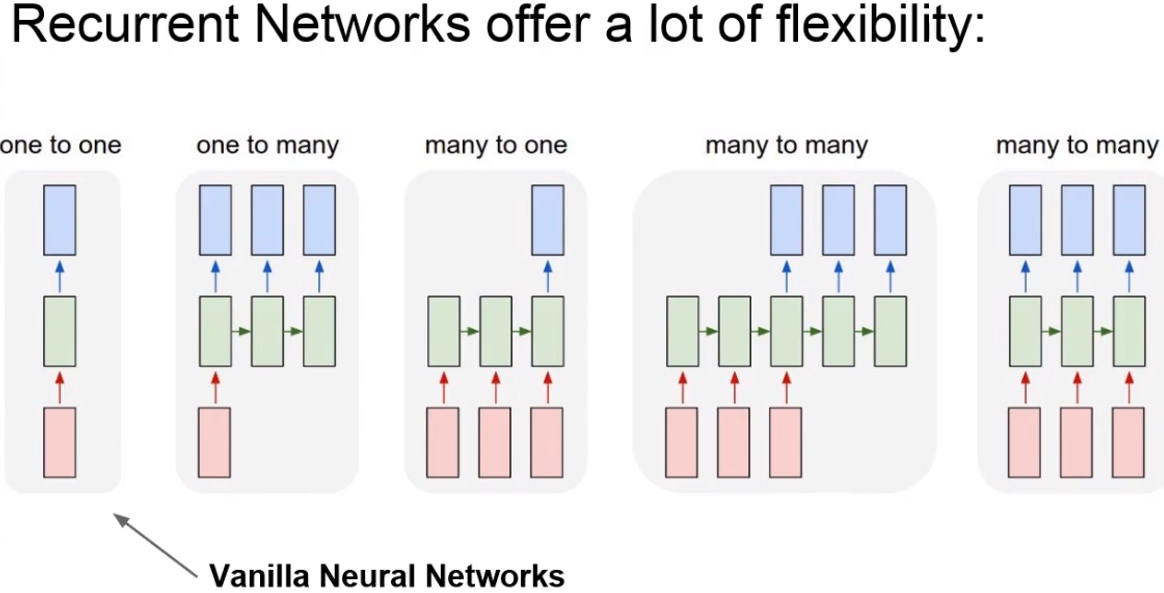 Recurrent Networks offer a lot of flexibility:
one to one
one to many
many to one
many to many
many to many
Vanilla Neural Networks